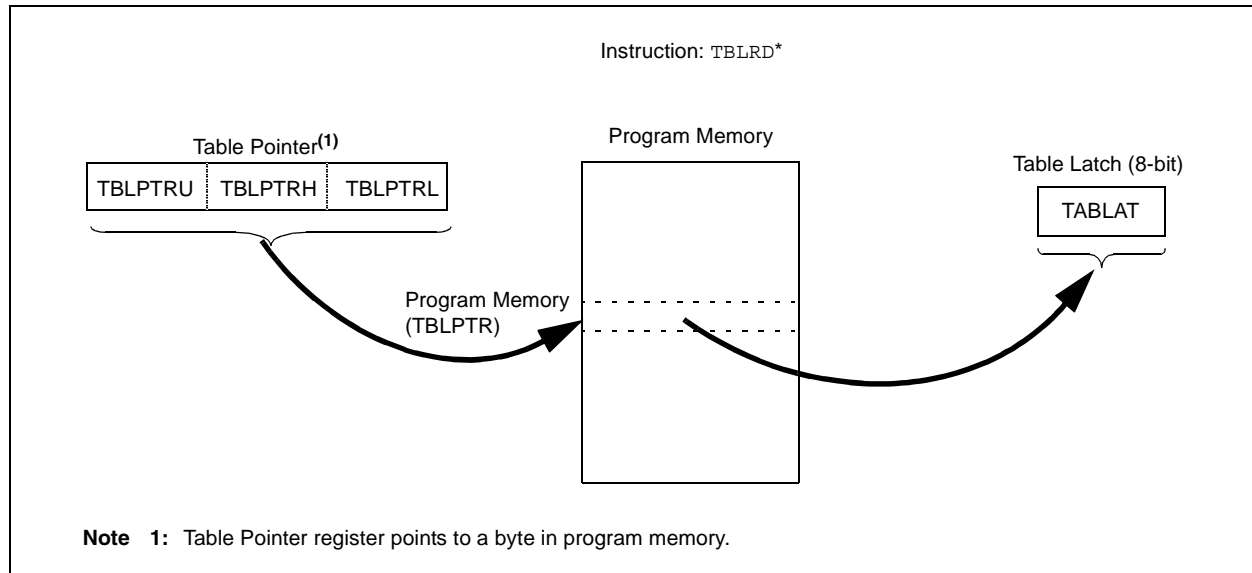 Instruction: TBLRD*
Table Pointer(1)
Program Memory
Table Latch (8-bit)
TBLPTRU TBLPTRH TBLPTRL
TABLAT
Program Memory
(TBLPTR)
Note 1: Table Pointer register points to a byte in program memory.